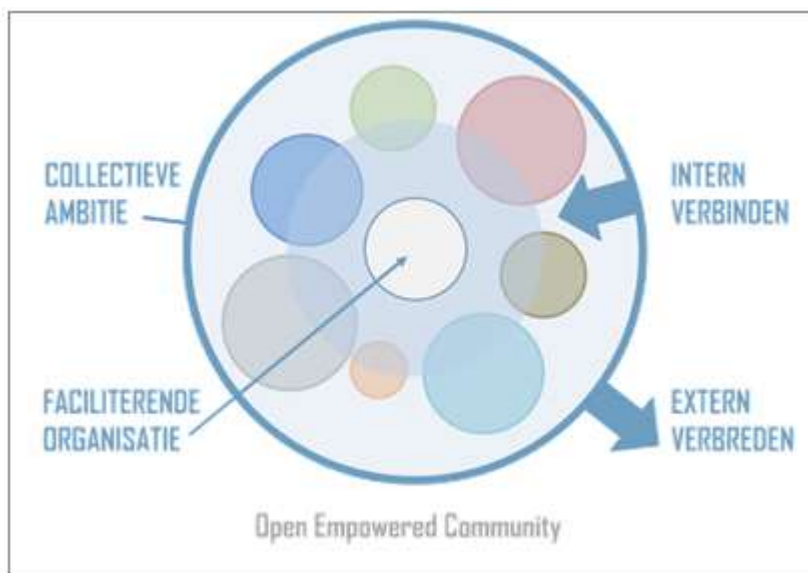 COLLECTIEVE
AMBITIE
INTERN
VERBINDEN
FACILITERENDE
ORGANISATIE
EXTERN
VERBREDEN
Open Empowered Community